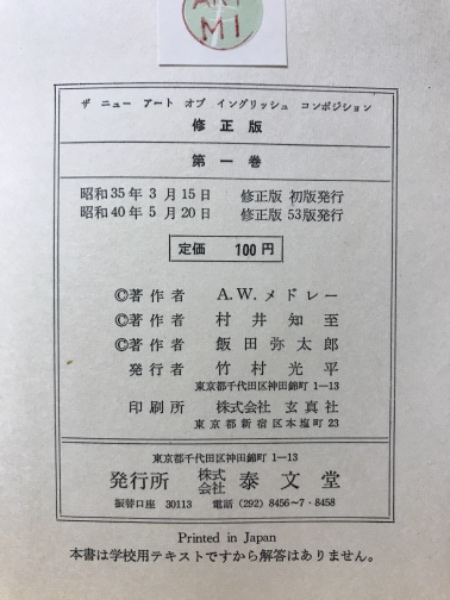 MI
ザ ニュー アート オブ イングリッシュ コンポジション
修正版
第一巻
昭和35年 3月15日 修正版 初版発行
昭和40年 5月20日 修正版 53版発行
定価 100円
©著作者 A.W.メドレー
©著作者 村井知至
©著作者 飯田弥太郎
発行者 竹村光平
東京都千代田区神田錦町 1—13
印刷所 株式会社 玄真社
東京都新宿区本塩町 23
東京都千代田区神田錦町 1—13
発行所 株式会社 泰文堂
振替口座 30113 電話 (292) 8456〜7・8458
Printed in Japan
本書は学校用テキストですから解答はありません。